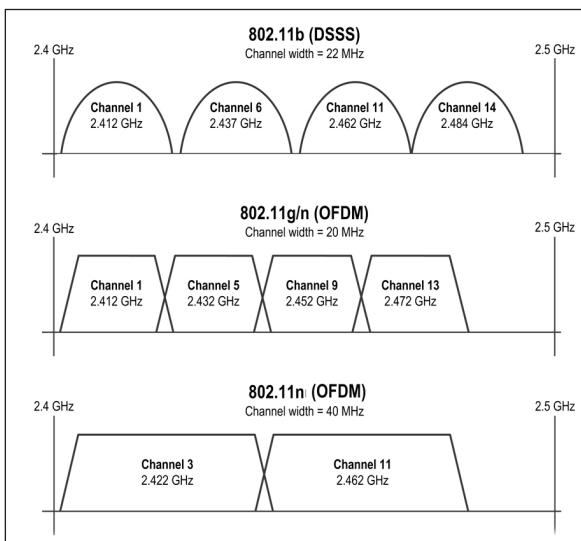 802.11b (DSSS)
Channel width = 22 MHz
2.4 GHz
2.5 GHz
Channel 1
2.412 GHz
Channel 6
2.437 GHz
Channel 11
2.462 GHz
Channel 14
2.484 GHz
802.11g/n (OFDM)
Channel width = 20 MHz
2.4 GHz
2.5 GHz
Channel 1
2.412 GHz
Channel 5
2.432 GHz
Channel 9
2.452 GHz
Channel 13
2.472 GHz
802.11n (OFDM)
Channel width = 40 MHz
2.4 GHz
2.5 GHz
Channel 3
2.422 GHz
Channel 11
2.462 GHz